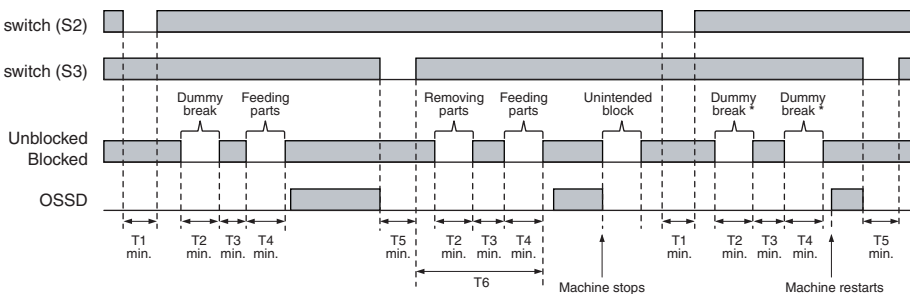 switch (S2)
switch (S3)
Dummy
break
Feeding
parts
Removing
parts
Feeding
parts
Unintended
block
Dummy
break *
Dummy
break *
Unblocked
Blocked
OSSD
T1
min.
T2
min.
T3
min.
T4
min.
T5
min.
T2
min.
T3
min.
T4
min.
T1
min.
T2
min.
T3
min.
T4
min.
T5
min.
T6
Machine stops
Machine restarts